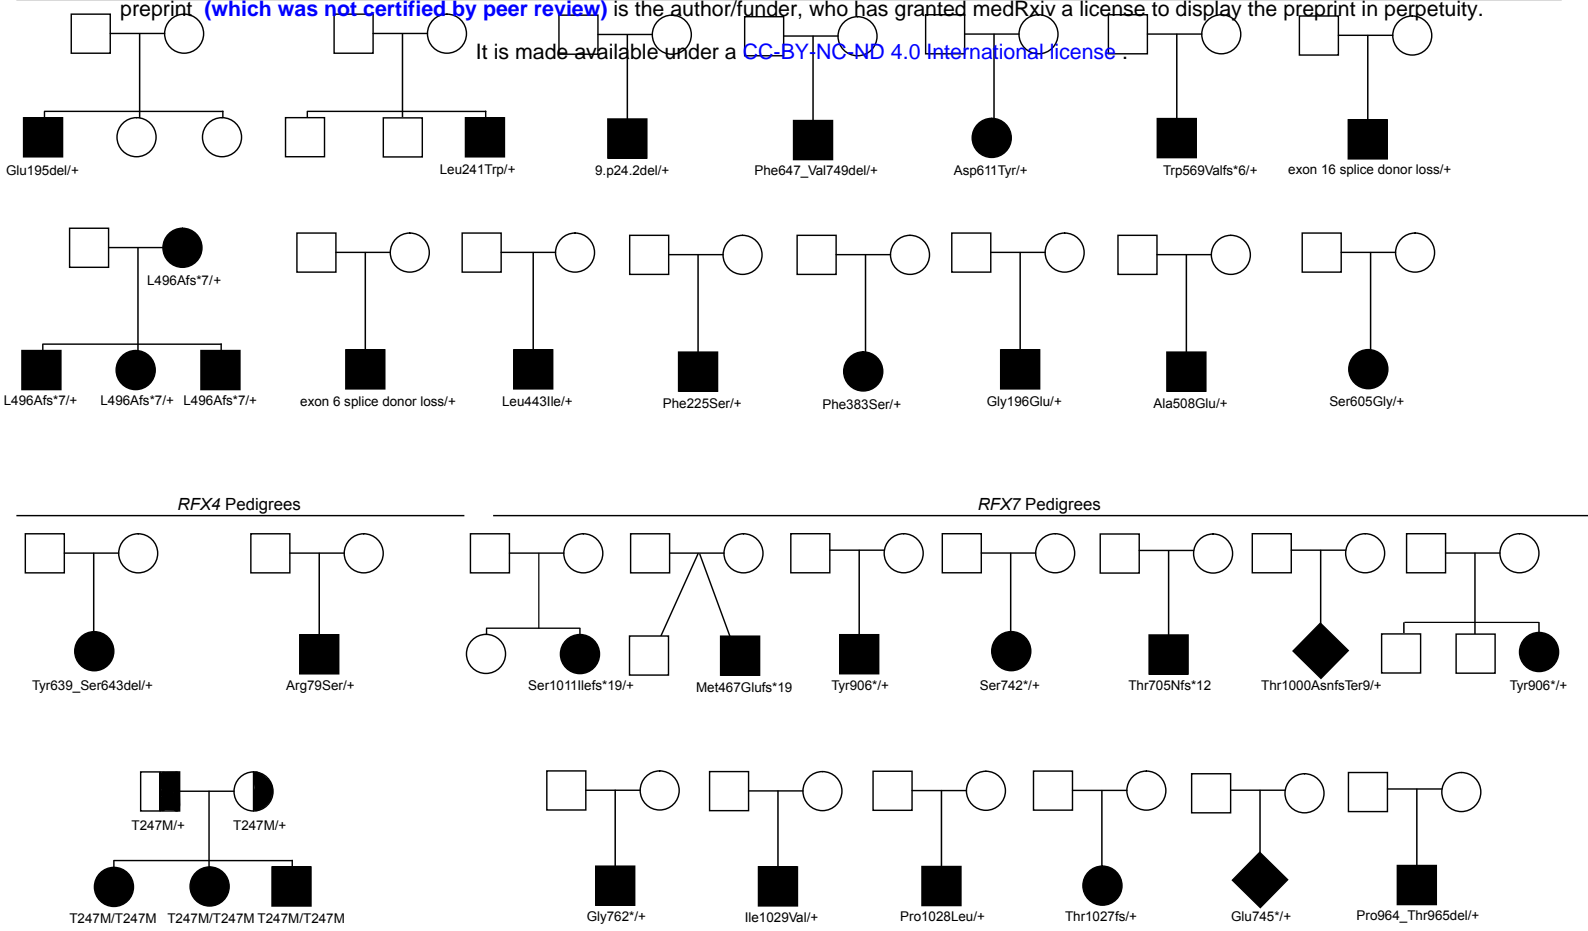 preprint (which was not certified by peer review) is the author/funder, who has granted medRxiv a license to display the preprint in perpetuity.
It is made available under a CC-BY-NC-ND 4.0 International license .
Glu195del/+
Leu241Trp/+
9.p24.2del/+
Phe647_Val749del/+
Asp611Tyr/+
Trp569Valfs*6/+
exon 16 splice donor loss/+
L496Afs*7/+
L496Afs*7/+
L496Afs*7/+
L496Afs*7/+
exon 6 splice donor loss/+
Leu443Ile/+
Phe225Ser/+
Phe383Ser/+
Gly196Glu/+
Ala508Glu/+
Ser605Gly/+
RFX4 Pedigrees
RFX7 Pedigrees
Tyr639_Ser643del/+
Arg79Ser/+
Ser1011Ilefs*19/+
Met467Glufs*19
Tyr906*/+
Ser742*/+
Thr705Nfs*12
Thr1000AsnfsTer9/+
Tyr906*/+
T247M/+
T247M/+
T247M/T247M
T247M/T247M
T247M/T247M
Gly762*/+
Ile1029Val/+
Pro1028Leu/+
Thr1027fs/+
Glu745*/+
Pro964_Thr965del/+